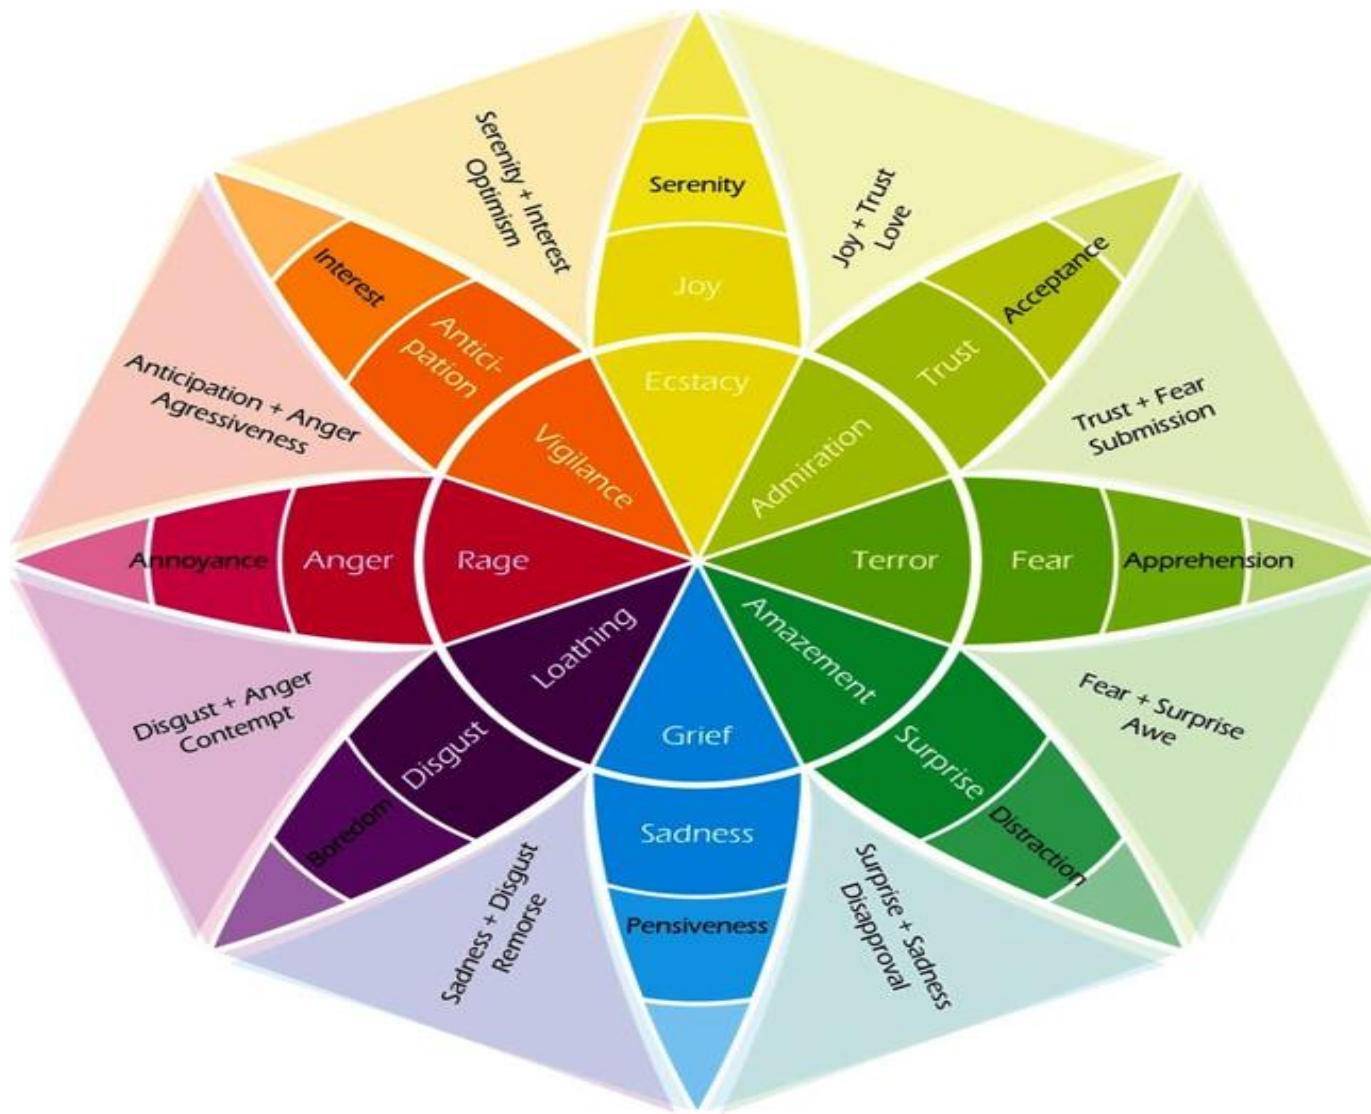 Serenity + Interest
Optimism
Serenity
Joy
Ecstacy
Joy + Trust
Love
Interest
Antici-
pation
Vigilance
Acceptance
Trust
Admiration
Anticipation + Anger
Agressiveness
Trust + Fear
Submission
Annoyance
Anger
Rage
Terror
Fear
Apprehension
Disgust + Anger
Contempt
Loathing
Disgust
Boredom
Amazement
Surprise
Distraction
Fear + Surprise
Awe
Grief
Sadness
Pensiveness
Sadness + Disgust
Remorse
Surprise + Sadness
Disapproval